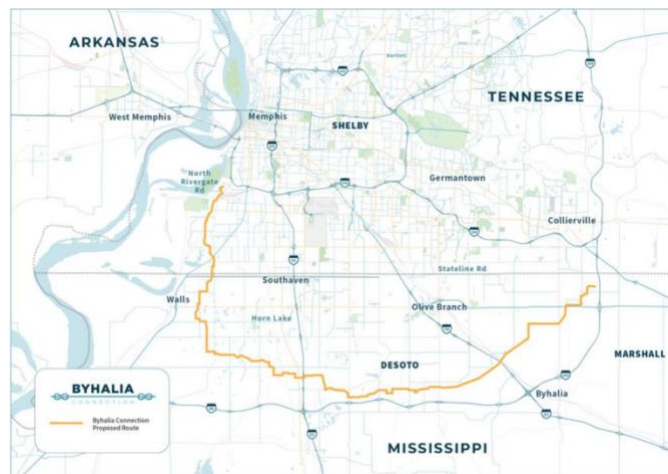 ARKANSAS
TENNESSEE
West Memphis
Memphis
SHELBY
North
Rivergate
Rd
Germantown
Collierville
Stateline Rd
Southaven
Walls
Olive Branch
Horn Lake
DESOTO
MARSHALL
Byhalia
BYHALIA
CONNECTION
Byhalia Connection
Proposed Route
MISSISSIPPI